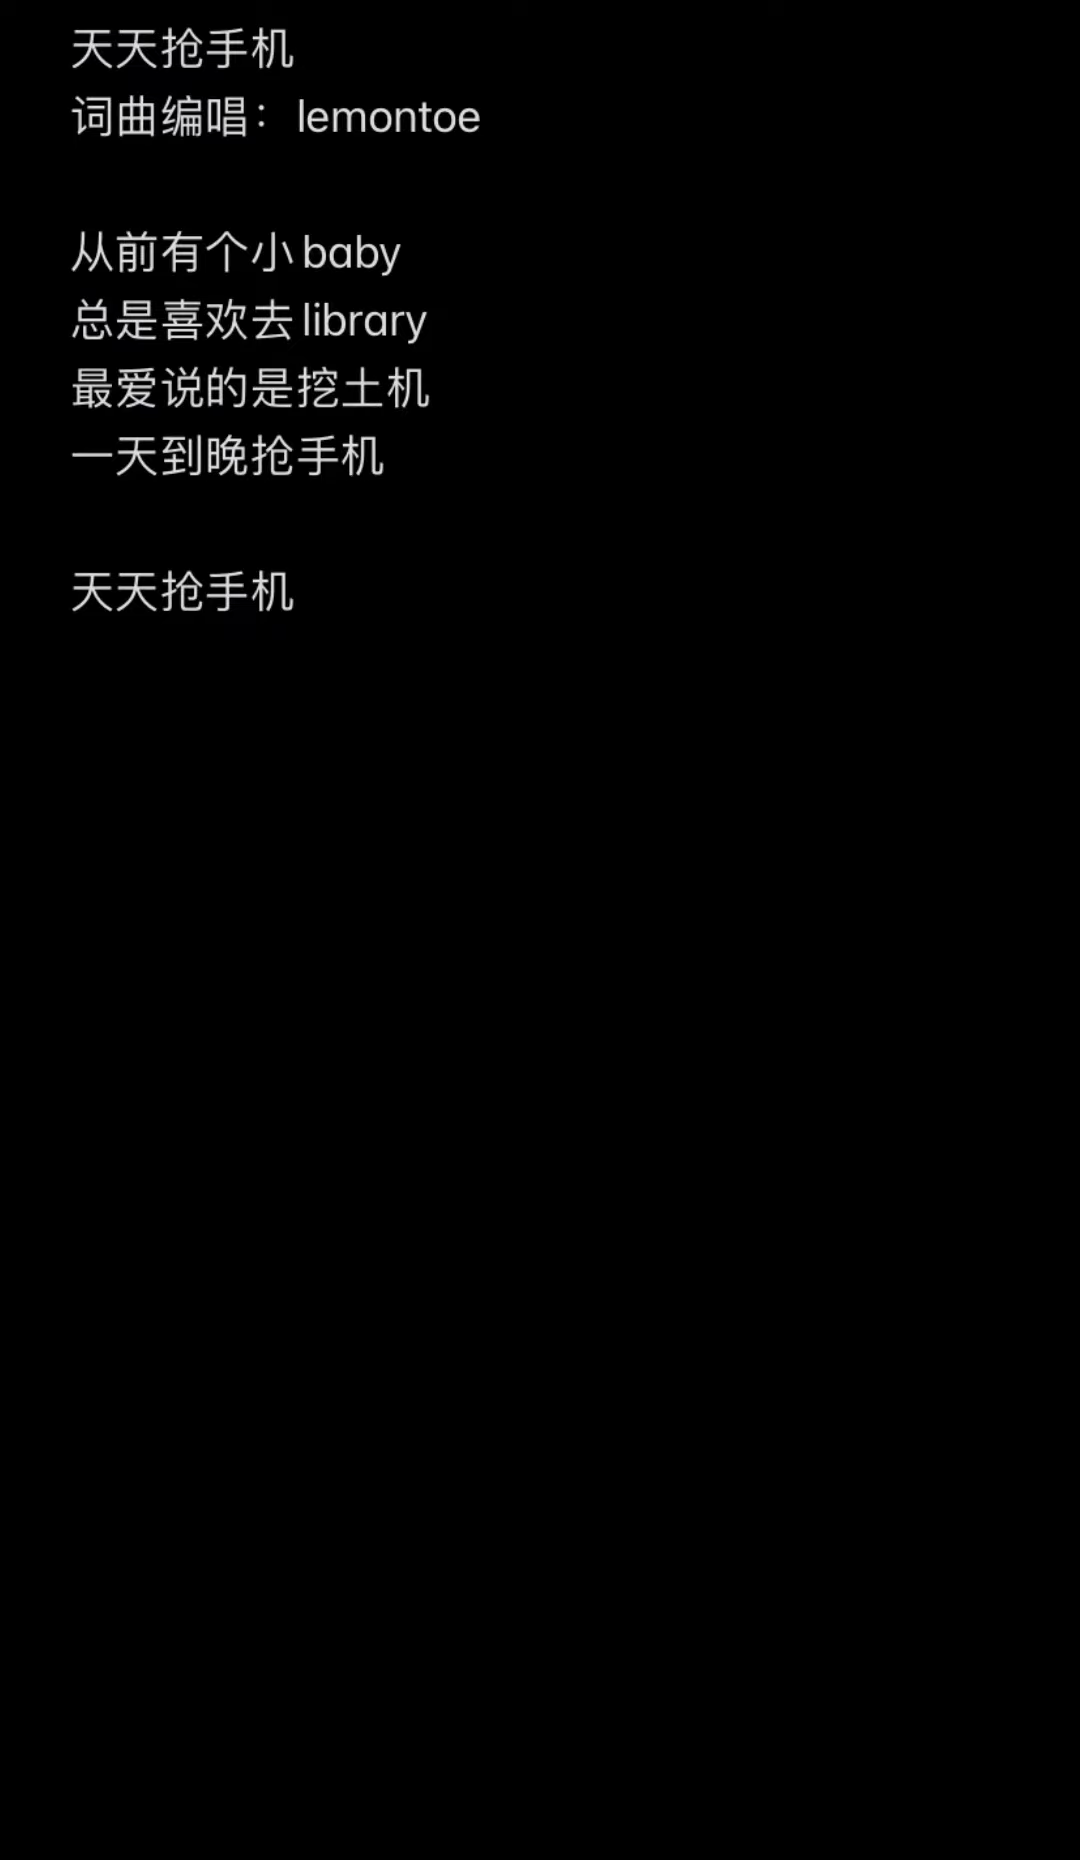 天天抢手机
词曲编唱：lemontoe
从前有个小baby
总是喜欢去library
最爱说的是挖土机
一天到晚抢手机
天天抢手机